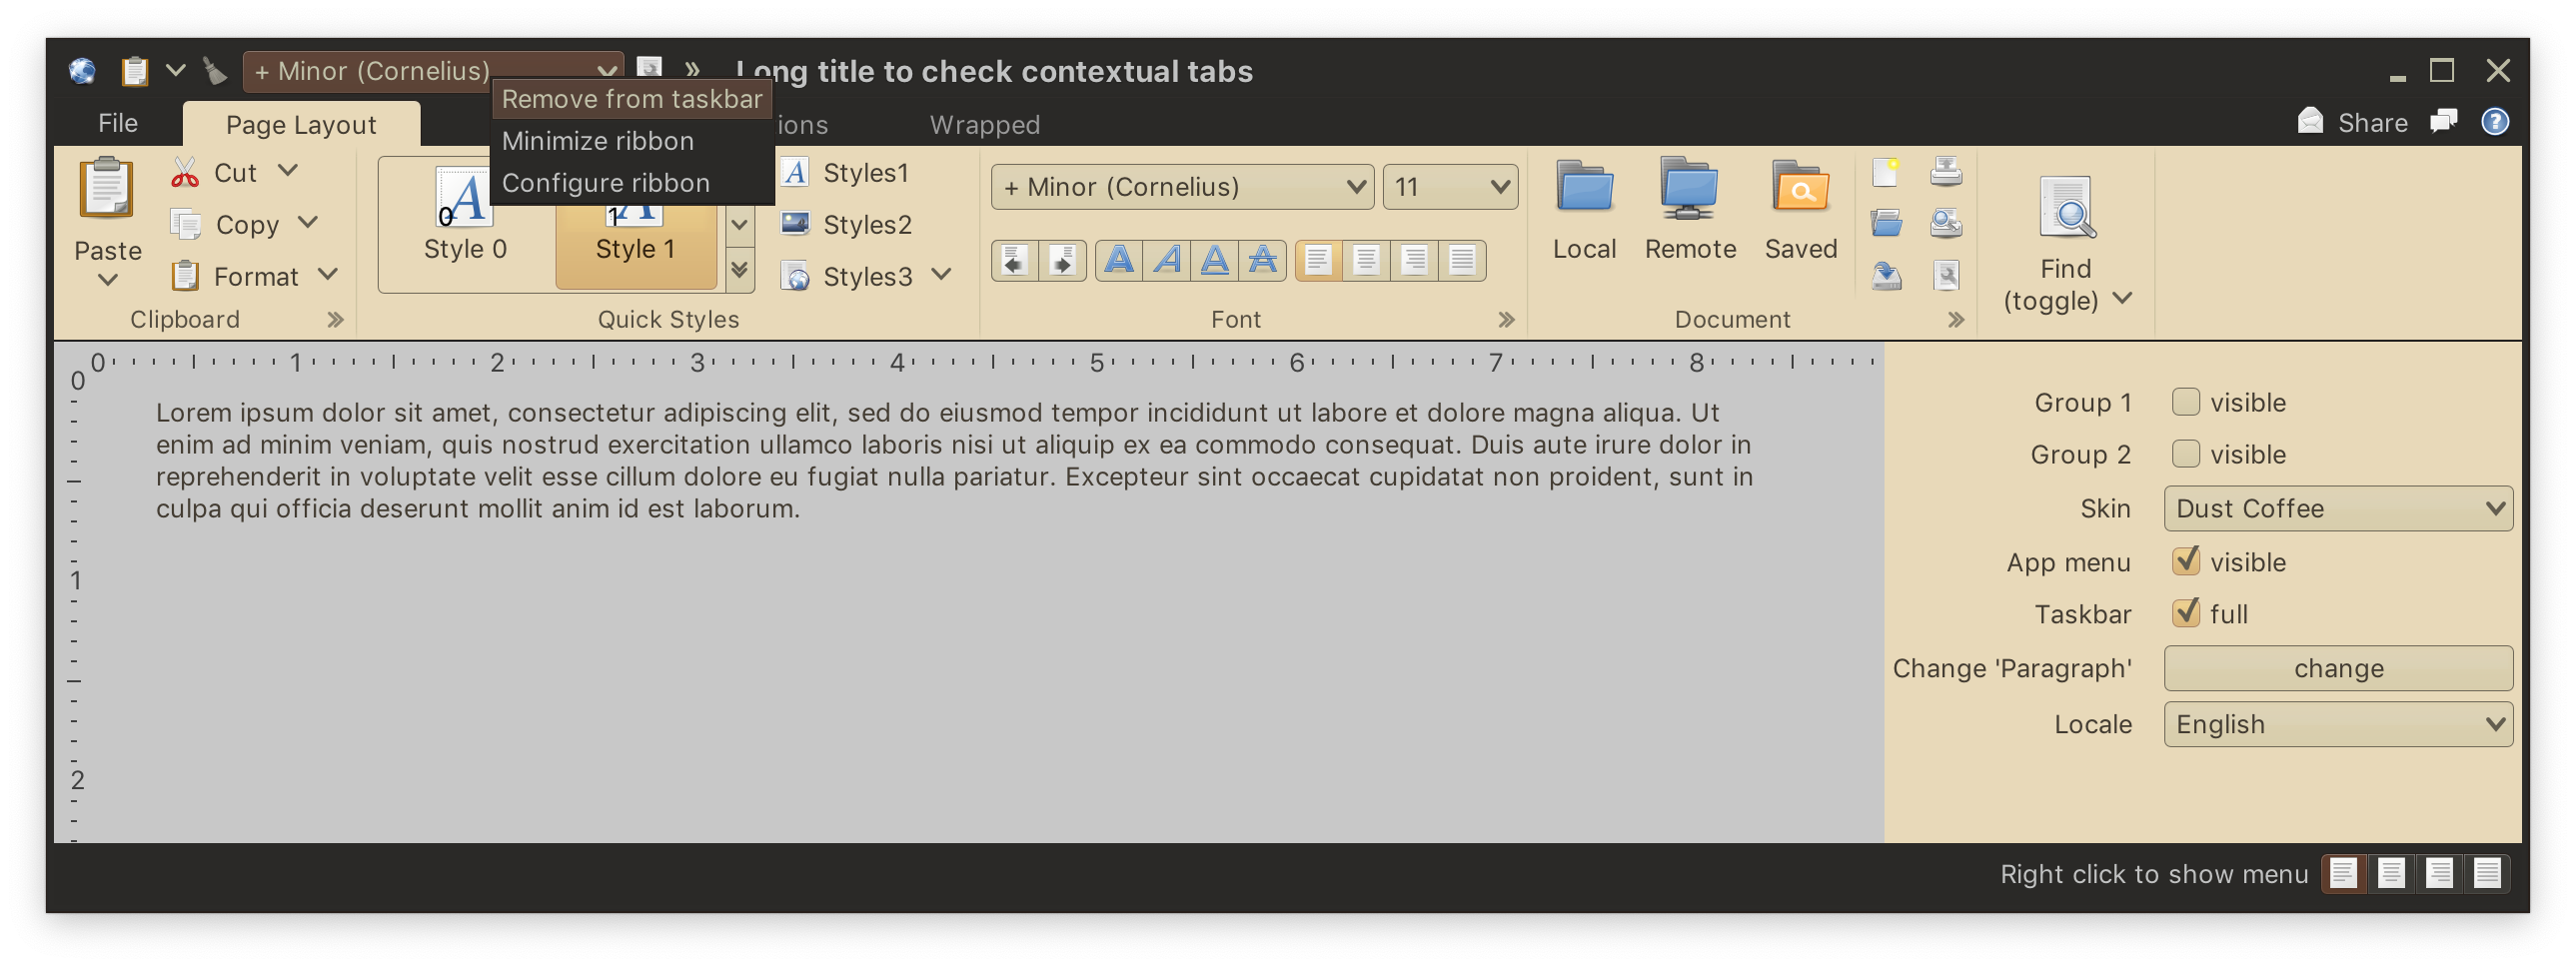 + Minor (Cornelius)
Long title to check contextual tabs
Remove from taskbar
Minimize ribbon
Configure ribbon
File
Page Layout
Wrapped
Share
Paste
Cut
Copy
Format
Clipboard
0
Style 0
1
Style 1
Styles1
Styles2
Styles3
Quick Styles
+ Minor (Cornelius)
11
Font
Local
Remote
Saved
Document
Find
(toggle)
0 1 2 3 4 5 6 7 8
0
1
2
Lorem ipsum dolor sit amet, consectetur adipiscing elit, sed do eiusmod tempor incididunt ut labore et dolore magna aliqua. Ut
enim ad minim veniam, quis nostrud exercitation ullamco laboris nisi ut aliquip ex ea commodo consequat. Duis aute irure dolor in
reprehenderit in voluptate velit esse cillum dolore eu fugiat nulla pariatur. Excepteur sint occaecat cupidatat non proident, sunt in
culpa qui officia deserunt mollit anim id est laborum.
Group 1 visible
Group 2 visible
Skin Dust Coffee
App menu visible
Taskbar full
Change 'Paragraph' change
Locale English
Right click to show menu